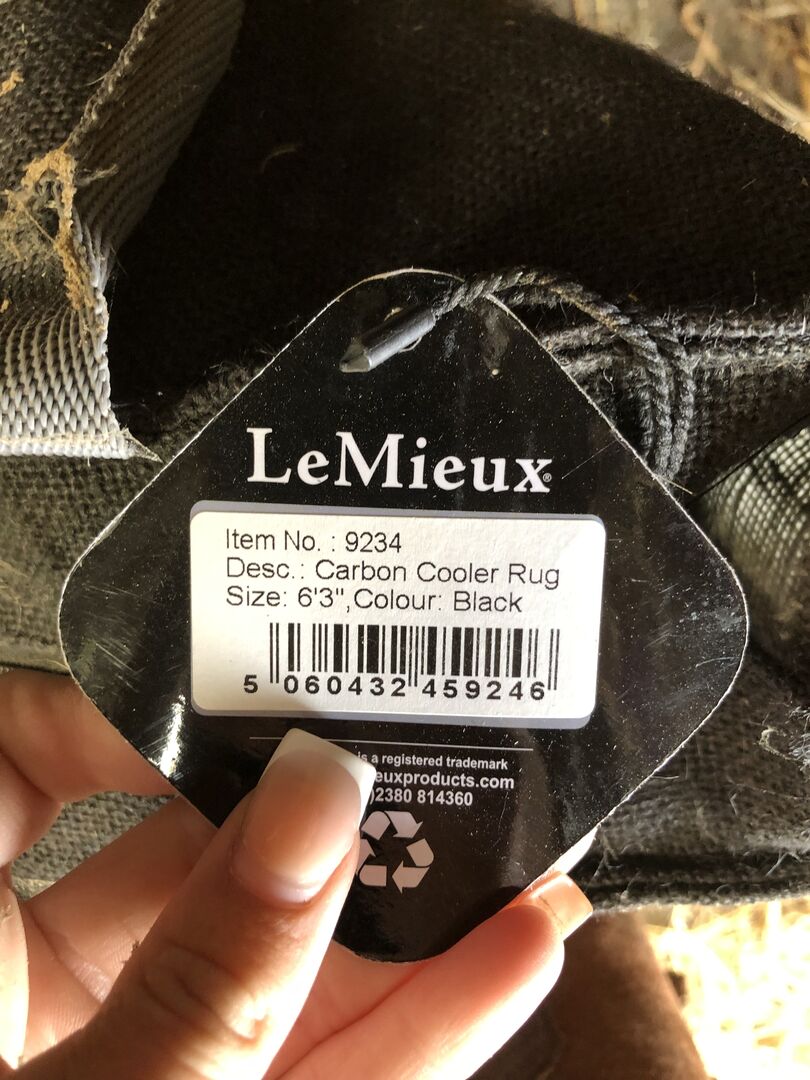 LeMieux®
Item No. : 9234
Desc.: Carbon Cooler Rug
Size: 6'3",Colour: Black
5 060432 459246
is a registered trademark
euxproducts.com
)2380 814360